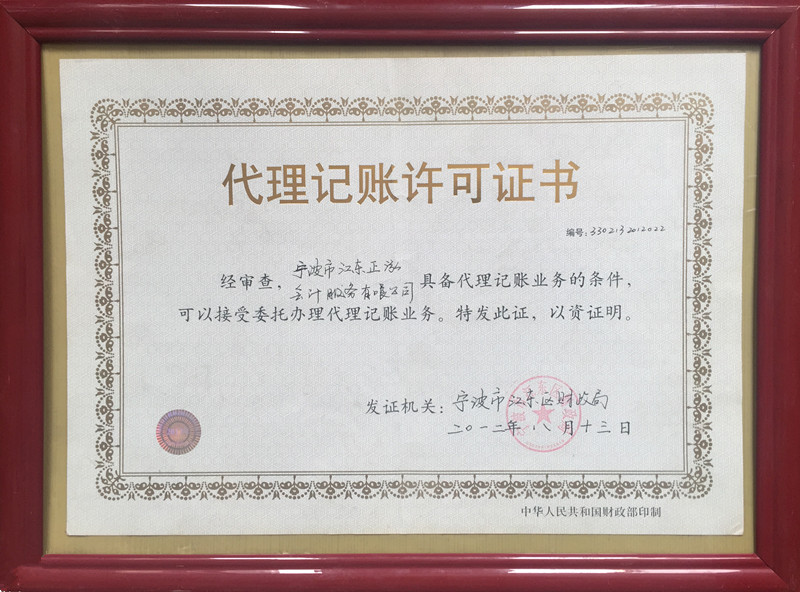 代理记账许可证书
编号:3302132012022
经审查,宁波市江东正泓
会计服务有限公司具备代理记账业务的条件,
可以接受委托办理代理记账业务。特发此证,以资证明。
发证机关:宁波市江东区财政局
二〇一二年 八月十三日
中华人民共和国财政部印制